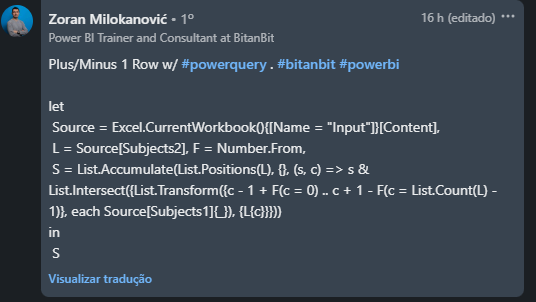 Zoran Milokanović • 1º
16 h (editado) •••
Power BI Trainer and Consultant at BitanBit
Plus/Minus 1 Row w/ #powerquery . #bitanbit #powerbi
let
Source = Excel.CurrentWorkbook(){[Name = "Input"]}[Content],
L = Source[Subjects2], F = Number.From,
S = List.Accumulate(List.Positions(L), {}, (s, c) => s &
List.Intersect({List.Transform({c - 1 + F(c = 0) .. c + 1 - F(c = List.Count(L) -
1)}, each Source[Subjects1]{_}), {L{c}}}))
in
S
Visualizar tradução